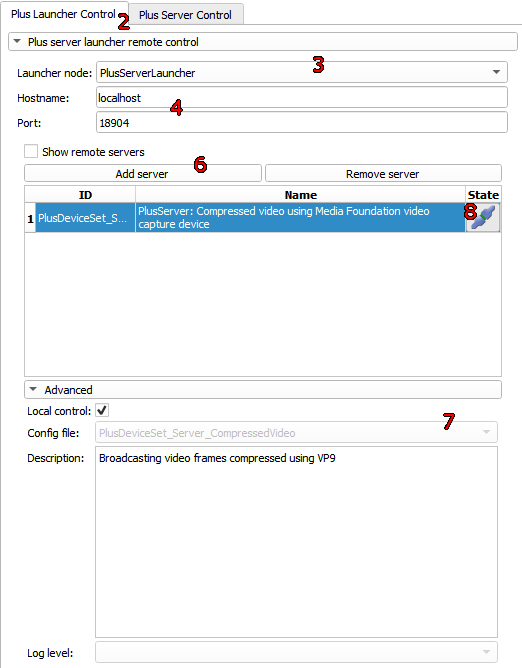 Plus Launcher Control Plus Server Control
2
Plus server launcher remote control
3
Launcher node: PlusServerLauncher
Hostname: localhost
4
Port: 18904
Show remote servers
6
Add server Remove server
ID Name State
1 PlusDeviceSet_S... PlusServer: Compressed video using Media Foundation video
capture device
8
Advanced
Local control:
7
Config file: PlusDeviceSet_Server_CompressedVideo
Description: Broadcasting video frames compressed using VP9
Log level: